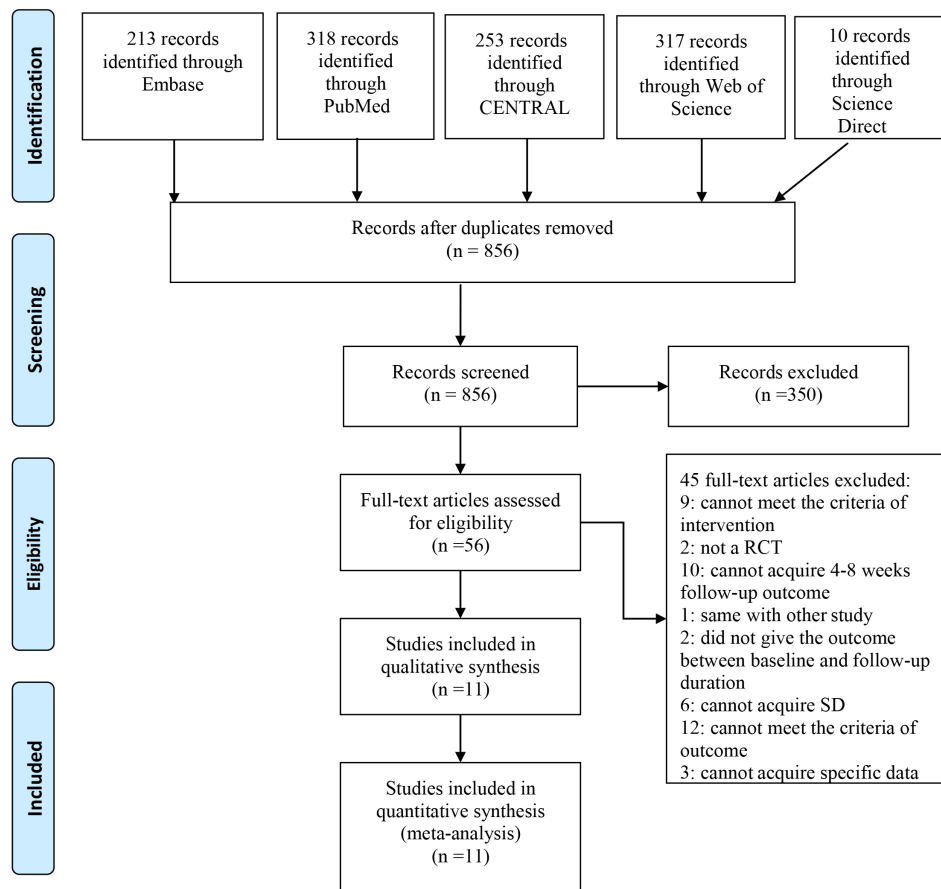 Identification
213 records
identified through
Embase
318 records
identified
through
PubMed
253 records
identified
through
CENTRAL
317 records
identified
through Web of
Science
10 records
identified
through
Science
Direct
Records after duplicates removed
(n = 856)
Screening
Records screened
(n = 856)
Records excluded
(n =350)
Eligibility
Full-text articles assessed
for eligibility
(n =56)
45 full-text articles excluded:
9: cannot meet the criteria of
intervention
2: not a RCT
10: cannot acquire 4-8 weeks
follow-up outcome
1: same with other study
2: did not give the outcome
between baseline and follow-up
duration
6: cannot acquire SD
12: cannot meet the criteria of
outcome
3: cannot acquire specific data
Studies included in
qualitative synthesis
(n =11)
Included
Studies included in
quantitative synthesis
(meta-analysis)
(n =11)